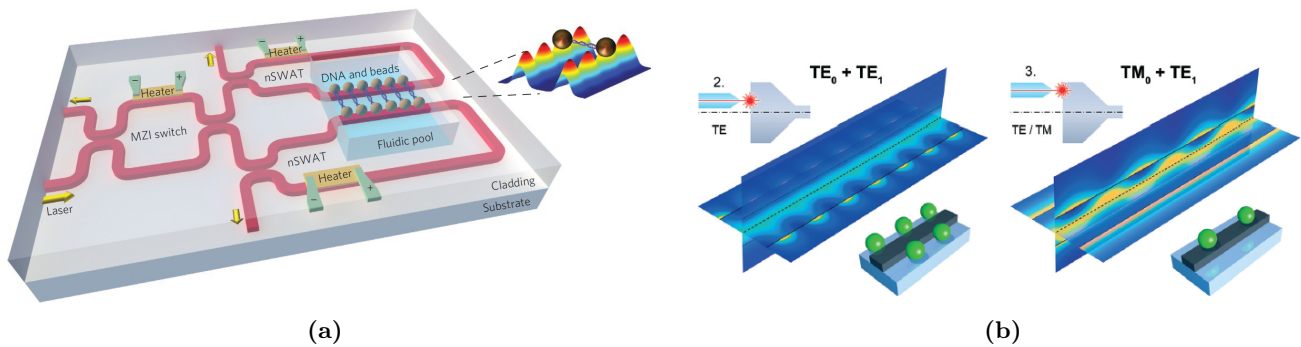 Heater
− +
nSWAT
DNA and beads
Heater
− +
MZI switch
Fluidic pool
nSWAT
Heater
− +
Laser
Cladding
Substrate
(a)
2.
TE
TE₀ + TE₁
3.
TE / TM
TM₀ + TE₁
(b)